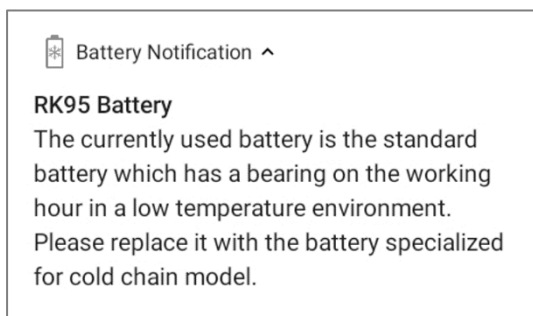 Battery Notification
RK95 Battery
The currently used battery is the standard
battery which has a bearing on the working
hour in a low temperature environment.
Please replace it with the battery specialized
for cold chain model.